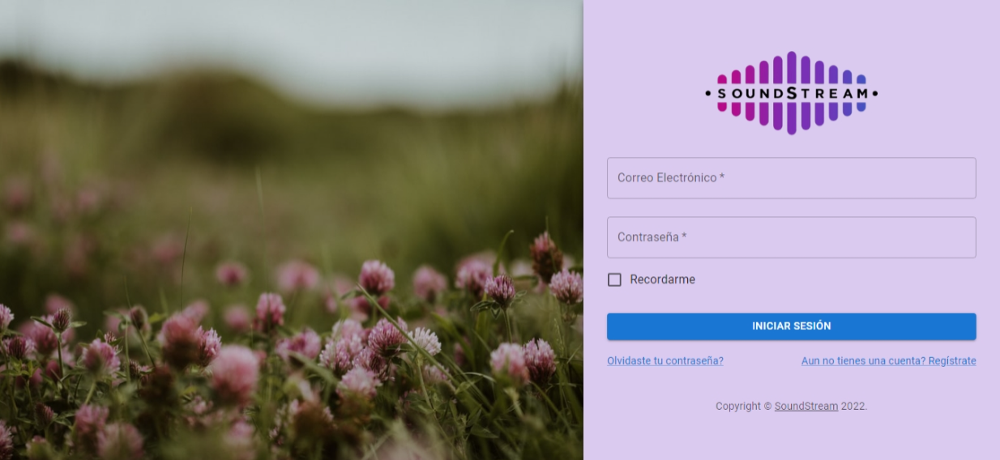 • SOUNDSTREAM •
Correo Electrónico *
Contraseña *
Recordarme
INICIAR SESIÓN
Olvidaste tu contraseña? Aun no tienes una cuenta? Regístrate
Copyright © SoundStream 2022.